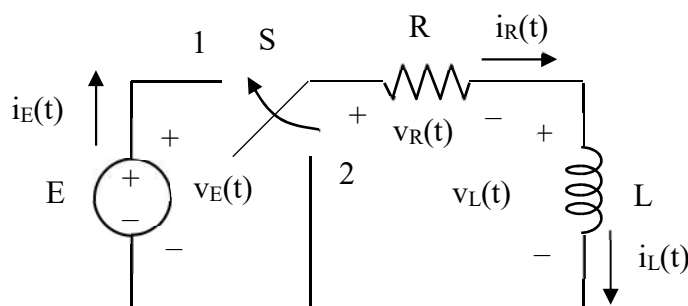 1 S R iR(t)
iE(t)
+ + − +
vR(t)
E + vE(t) 2 vL(t) L
−
− − iL(t)